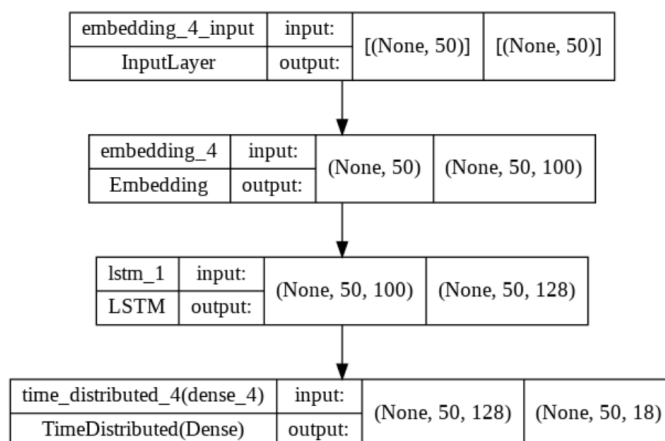 embedding_4_input input: [(None, 50)] [(None, 50)]
InputLayer output:
embedding_4 input: (None, 50) (None, 50, 100)
Embedding output:
lstm_1 input: (None, 50, 100) (None, 50, 128)
LSTM output:
time_distributed_4(dense_4) input: (None, 50, 128) (None, 50, 18)
TimeDistributed(Dense) output: